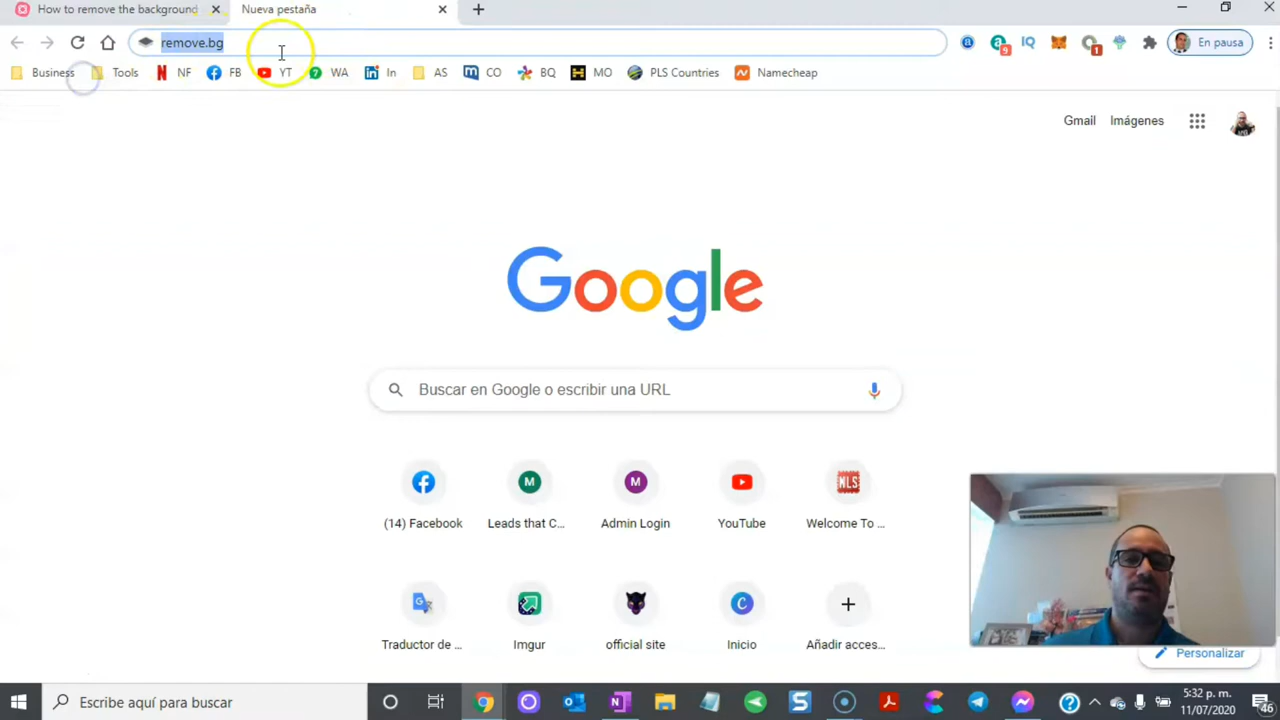 How to remove the background
Nueva pestaña
remove.bg
En pausa
Business
Tools
NF
FB
YT
WA
In
AS
CO
BQ
MO
PLS Countries
Namecheap
Gmail
Imágenes
Google
Buscar en Google o escribir una URL
(14) Facebook
Leads that C...
Admin Login
YouTube
Welcome To ...
Traductor de ...
Imgur
official site
Inicio
Añadir acces...
Personalizar
Escribe aquí para buscar
5:32 p. m.
11/07/2020